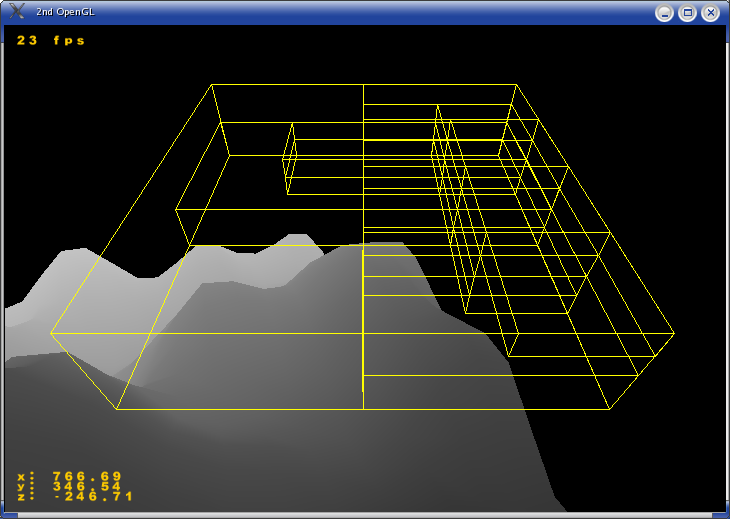 2nd OpenGL
23 fps
x: 766.69
y: 346.54
z: -246.71